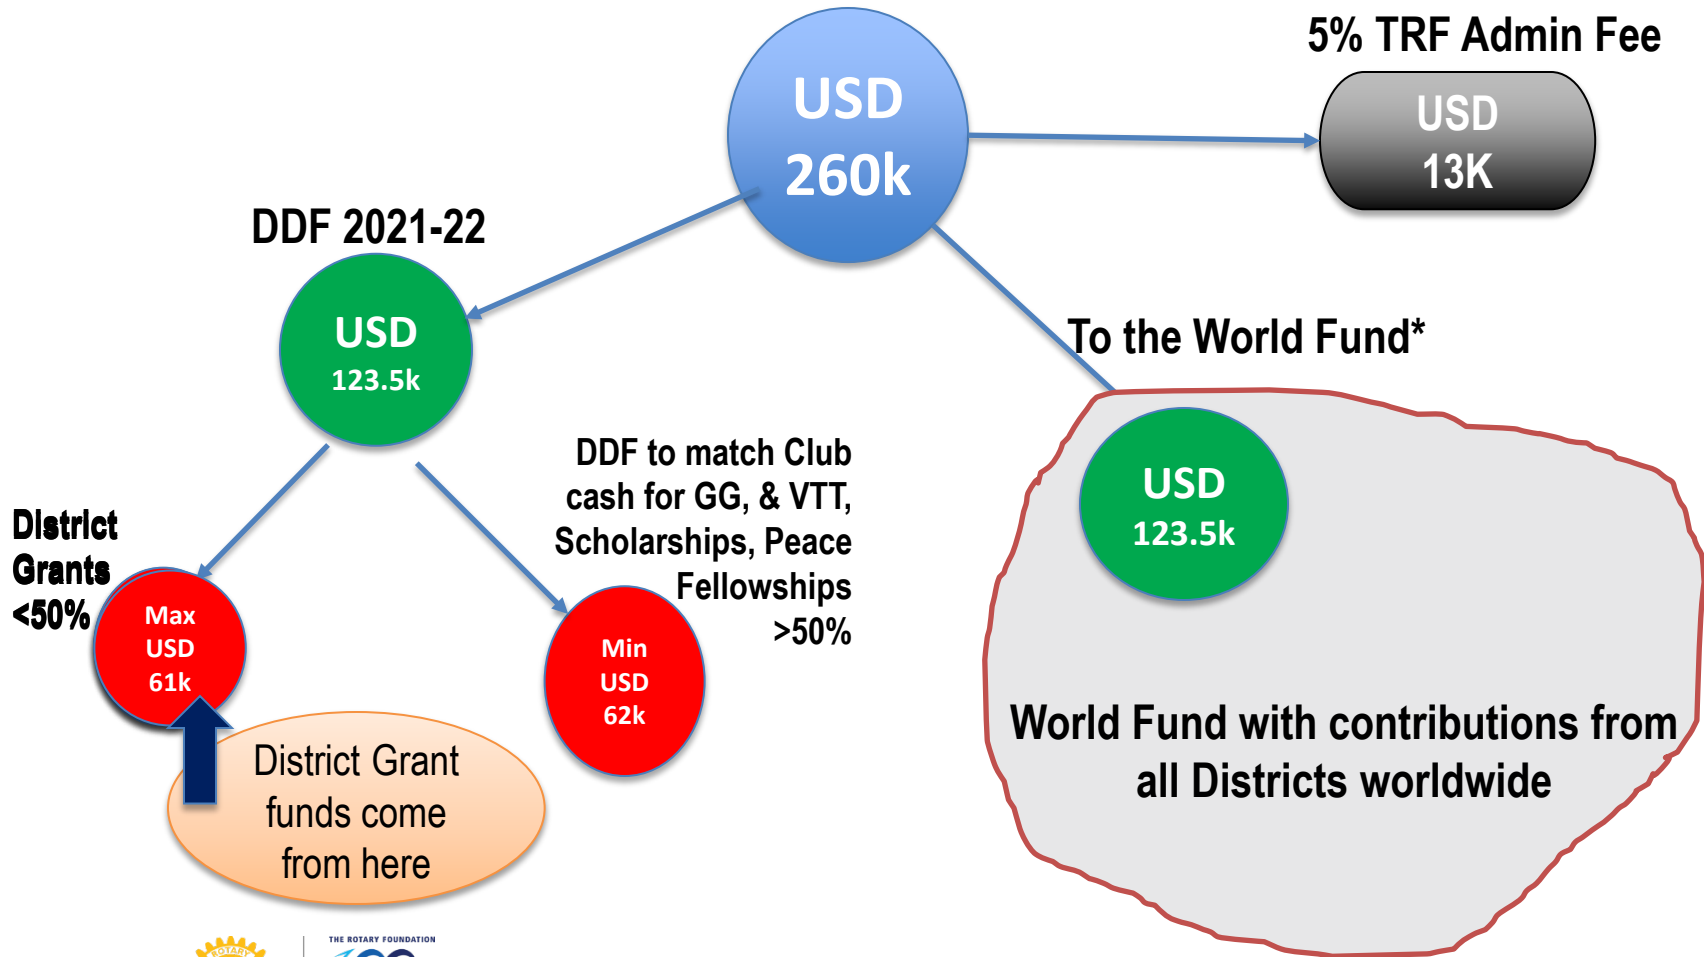 5% TRF Admin Fee
USD
13K
USD
260k
DDF 2021-22
USD
123.5k
To the World Fund*
USD
123.5k
DDF to match Club
cash for GG, & VTT,
Scholarships, Peace
Fellowships
>50%
District
Grants
<50%
Max
USD
61k
Min
USD
62k
District Grant
funds come
from here
World Fund with contributions from
all Districts worldwide
ROTARY
THE ROTARY FOUNDATION